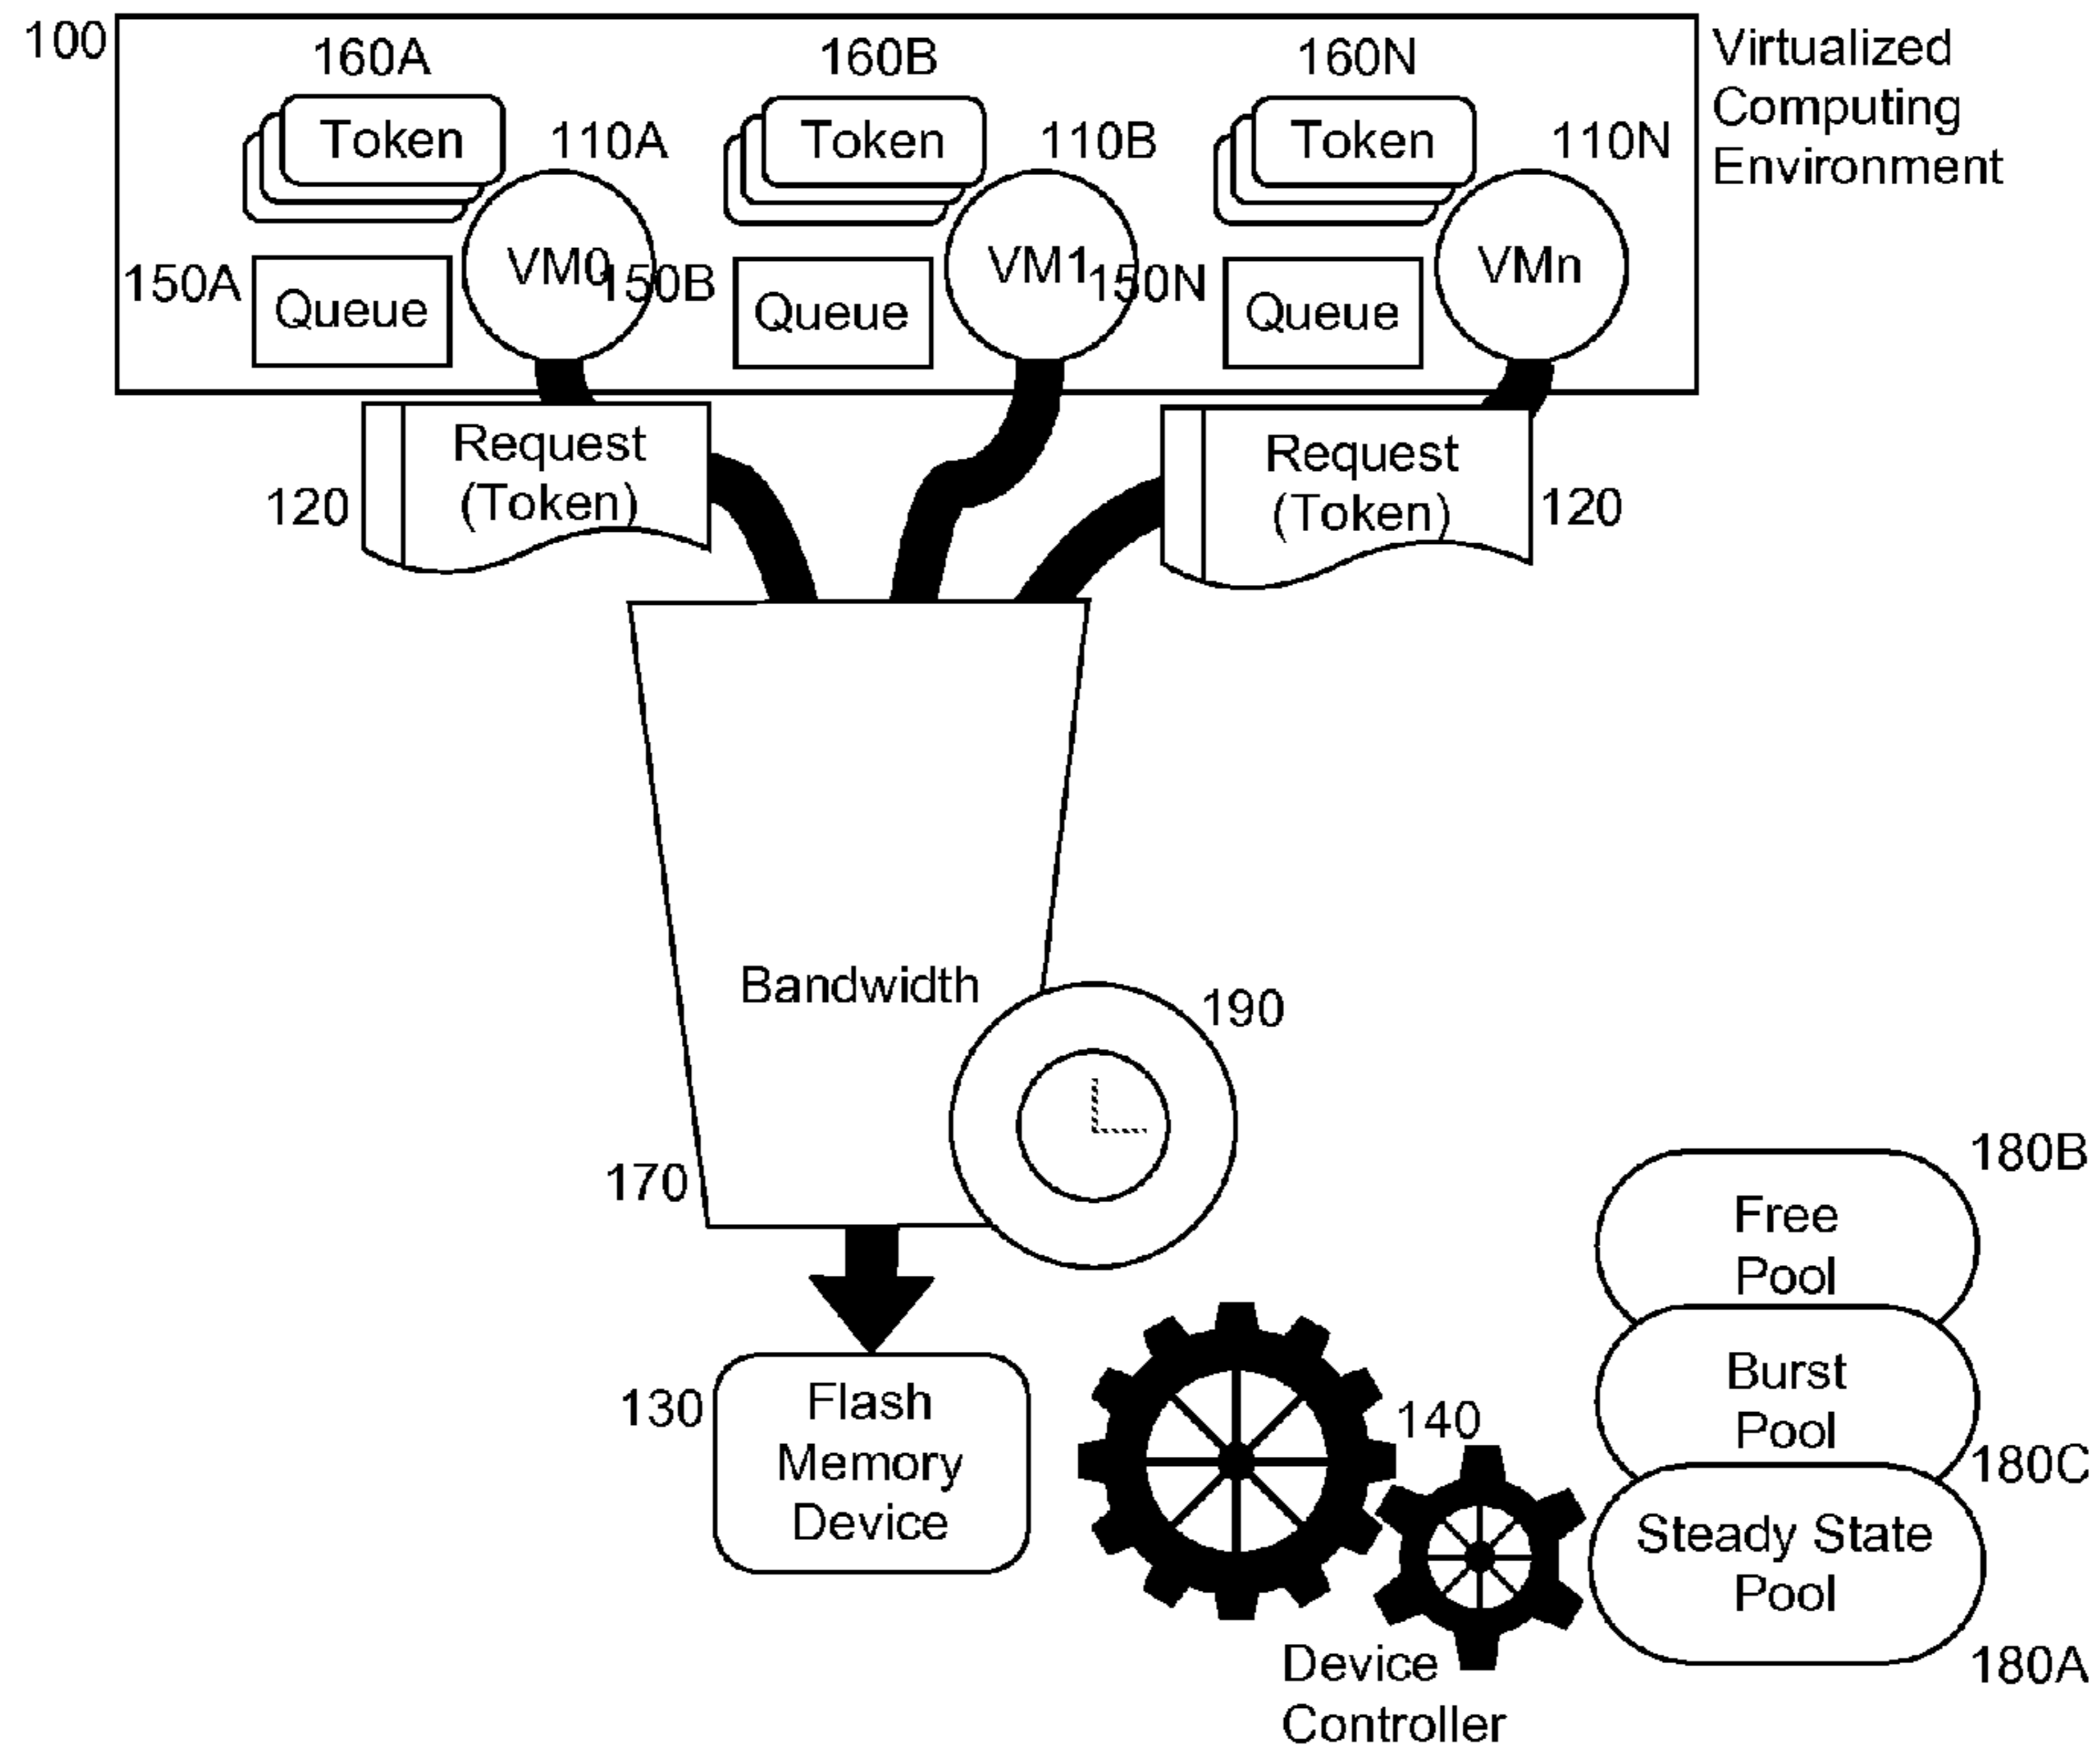 100
160A
160B
160N
Virtualized
Computing
Environment
Token
110A
Token
110B
Token
110N
150A
Queue
VM0
150B
Queue
VM1
150N
Queue
VMn
Request
(Token)
120
Request
(Token)
120
Bandwidth
190
170
180B
Free
Pool
Burst
Pool
180C
Steady State
Pool
180A
130
Flash
Memory
Device
140
Device
Controller